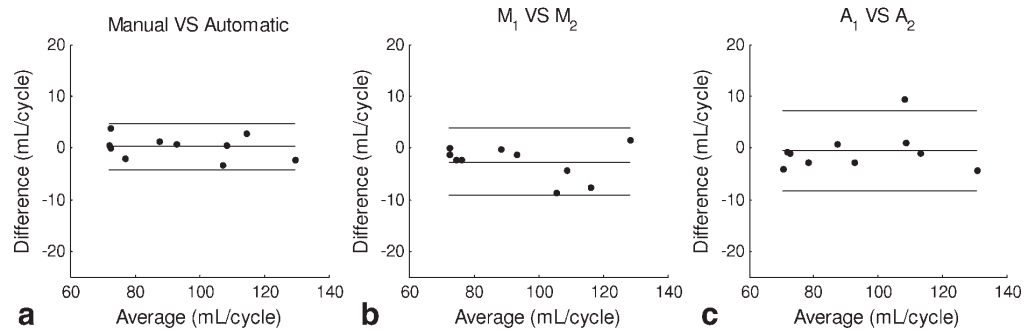 Manual VS Automatic
Difference (mL/cycle)
20
10
0
-10
-20
60 80 100 120 140
a
Average (mL/cycle)
M1 VS M2
Difference (mL/cycle)
20
10
0
-10
-20
60 80 100 120 140
b
Average (mL/cycle)
A1 VS A2
Difference (mL/cycle)
20
10
0
-10
-20
60 80 100 120 140
c
Average (mL/cycle)